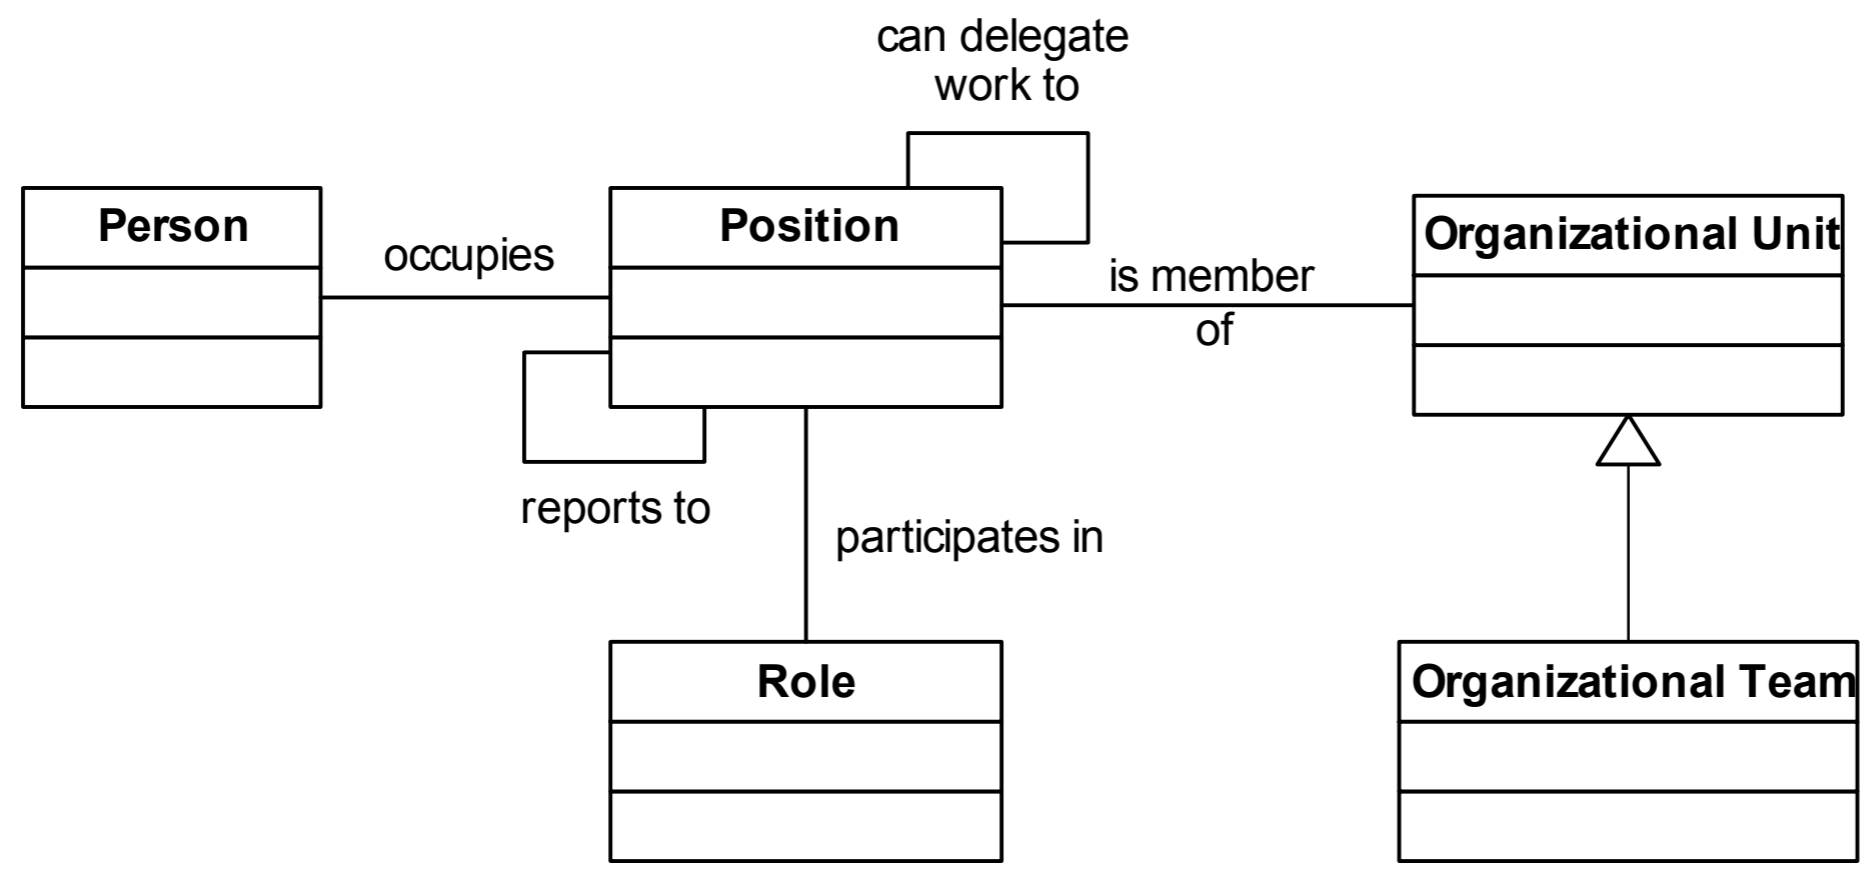 can delegate
work to
Person
occupies
Position
is member
of
Organizational Unit
reports to
participates in
Role
Organizational Team